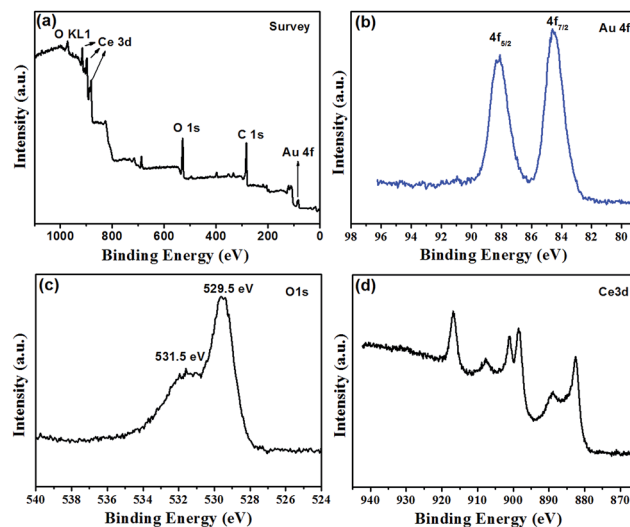 (a)
Survey
O KL1
Ce 3d
O 1s
C 1s
Au 4f
Intensity (a.u.)
1000 800 600 400 200 0
Binding Energy (eV)
(b)
Au 4f
4f5/2
4f7/2
Intensity (a.u.)
98 96 94 92 90 88 86 84 82 80
Binding Energy (eV)
(c)
O1s
529.5 eV
531.5 eV
Intensity (a.u.)
540 538 536 534 532 530 528 526 524
Binding Energy (eV)
(d)
Ce3d
Intensity (a.u.)
940 930 920 910 900 890 880 870
Binding Energy (eV)